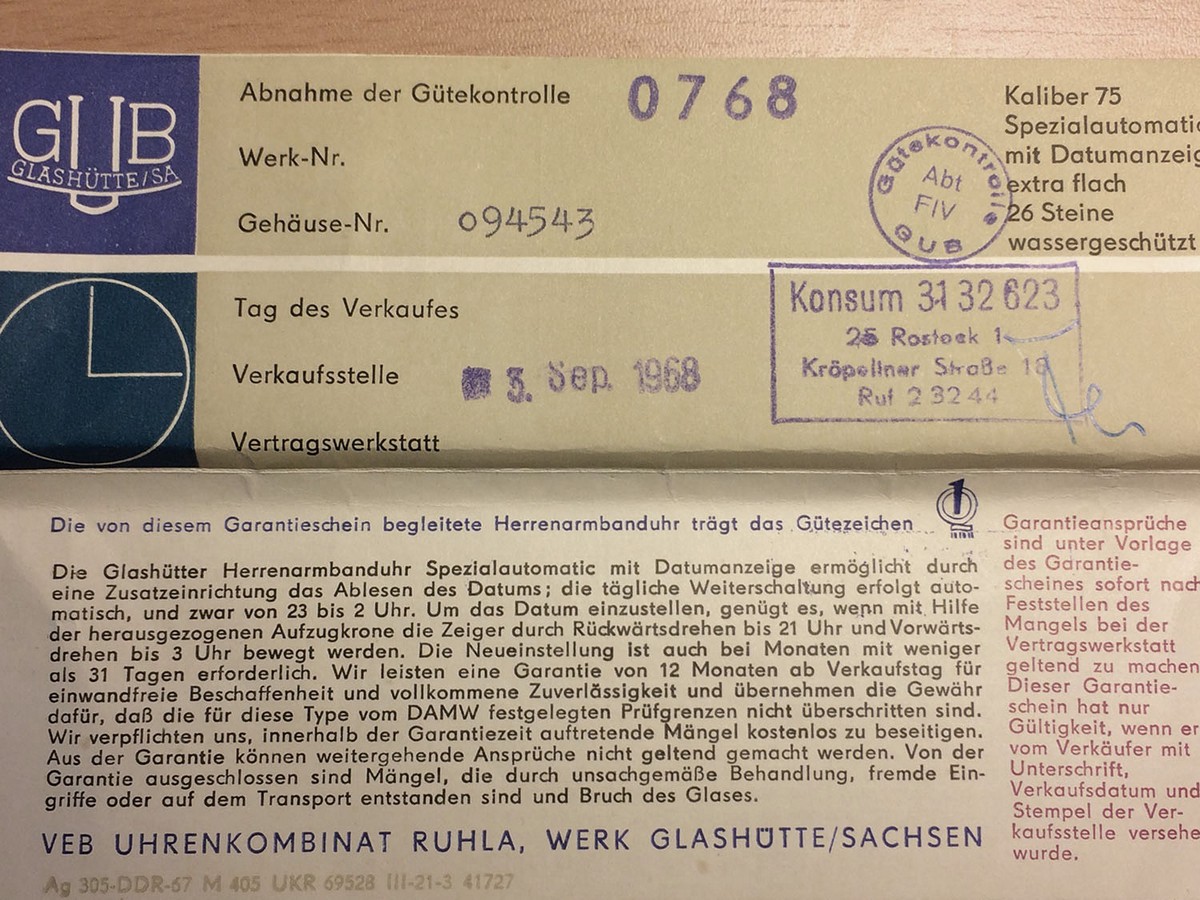 GUB
GLASHÜTTE/SA
Abnahme der Gütekontrolle 0768
Werk-Nr.
Gehäuse-Nr. 094543
Gütekontrolle
Abt
FIV
GUB
Kaliber 75
Spezialautomatic
mit Datumanzeig
extra flach
26 Steine
wassergeschützt
Tag des Verkaufes
Verkaufsstelle 3. Sep. 1968
Vertragswerkstatt
Konsum 31 32 623
25 Rostock 1
Kröpeliner Straße 18
Ruf 2 32 44
Die von diesem Garantieschein begleitete Herrenarmbanduhr trägt das Gütezeichen 1
Die Glashütter Herrenarmbanduhr Spezialautomatic mit Datumanzeige ermöglicht durch
eine Zusatzeinrichtung das Ablesen des Datums; die tägliche Weiterschaltung erfolgt auto-
matisch, und zwar von 23 bis 2 Uhr. Um das Datum einzustellen, genügt es, wenn mit Hilfe
der herausgezogenen Aufzugkrone die Zeiger durch Rückwärtsdrehen bis 21 Uhr und Vorwärts-
drehen bis 3 Uhr bewegt werden. Die Neueinstellung ist auch bei Monaten mit weniger
als 31 Tagen erforderlich. Wir leisten eine Garantie von 12 Monaten ab Verkaufstag für
einwandfreie Beschaffenheit und vollkommene Zuverlässigkeit und übernehmen die Gewähr
dafür, daß die für diese Type vom DAMW festgelegten Prüfgrenzen nicht überschritten sind.
Wir verpflichten uns, innerhalb der Garantiezeit auftretende Mängel kostenlos zu beseitigen.
Aus der Garantie können weitergehende Ansprüche nicht geltend gemacht werden. Von der
Garantie ausgeschlossen sind Mängel, die durch unsachgemäße Behandlung, fremde Ein-
griffe oder auf dem Transport entstanden sind und Bruch des Glases.
VEB UHRENKOMBINAT RUHLA, WERK GLASHÜTTE/SACHSEN
Ag 305-DDR-67 M 405 UKR 69528 III-21-3 41727
Garantieansprüche
sind unter Vorlage
des Garantie-
scheines sofort nach
Feststellen des
Mangels bei der
Vertragswerkstatt
geltend zu machen
Dieser Garantie-
schein hat nur
Gültigkeit, wenn er
vom Verkäufer mit
Unterschrift,
Verkaufsdatum und
Stempel der Ver-
kaufsstelle versehe
wurde.